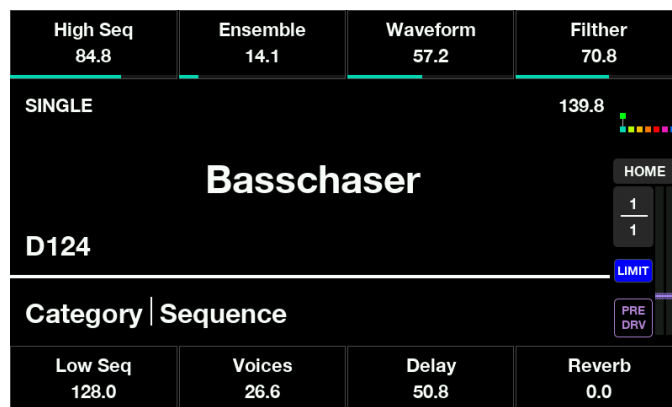 High Seq Ensemble Waveform Filther
84.8 14.1 57.2 70.8
SINGLE 139.8
Basschaser
HOME
1
1
D124
LIMIT
Category Sequence
PRE
DRV
Low Seq Voices Delay Reverb
128.0 26.6 50.8 0.0